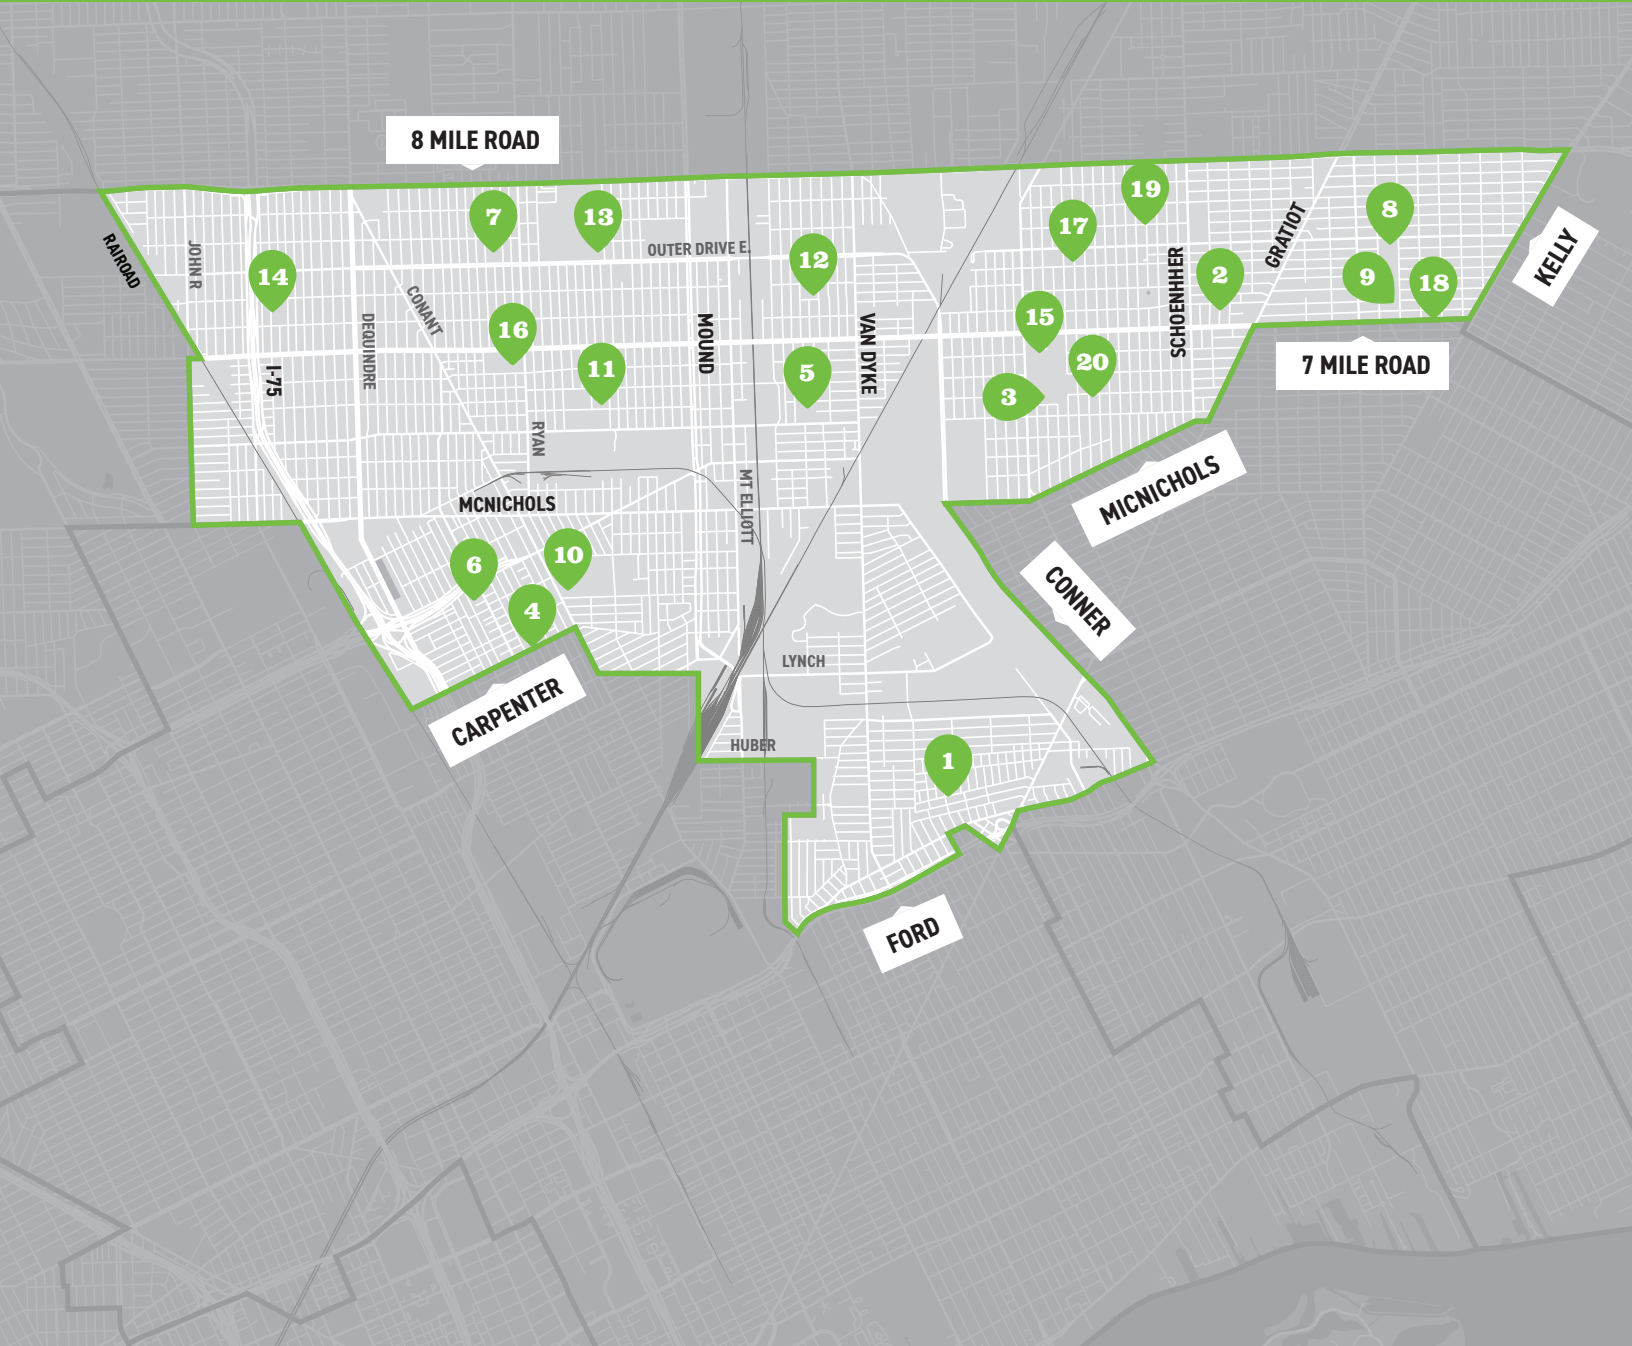 8 MILE ROAD
19
7
13
8
17
OUTER DRIVE E.
GRATIOT
JOHN R
RAIROAD
KELLY
12
14
2
9
18
SCHOENHHER
CONANT
15
16
MOUND
VAN DYKE
DEQUINDRE
20
7 MILE ROAD
11
5
I-75
3
RYAN
MICNICHOLS
MCNICHOLS
MT ELLIOTT
10
6
4
CONNER
LYNCH
CARPENTER
HUBER
1
FORD